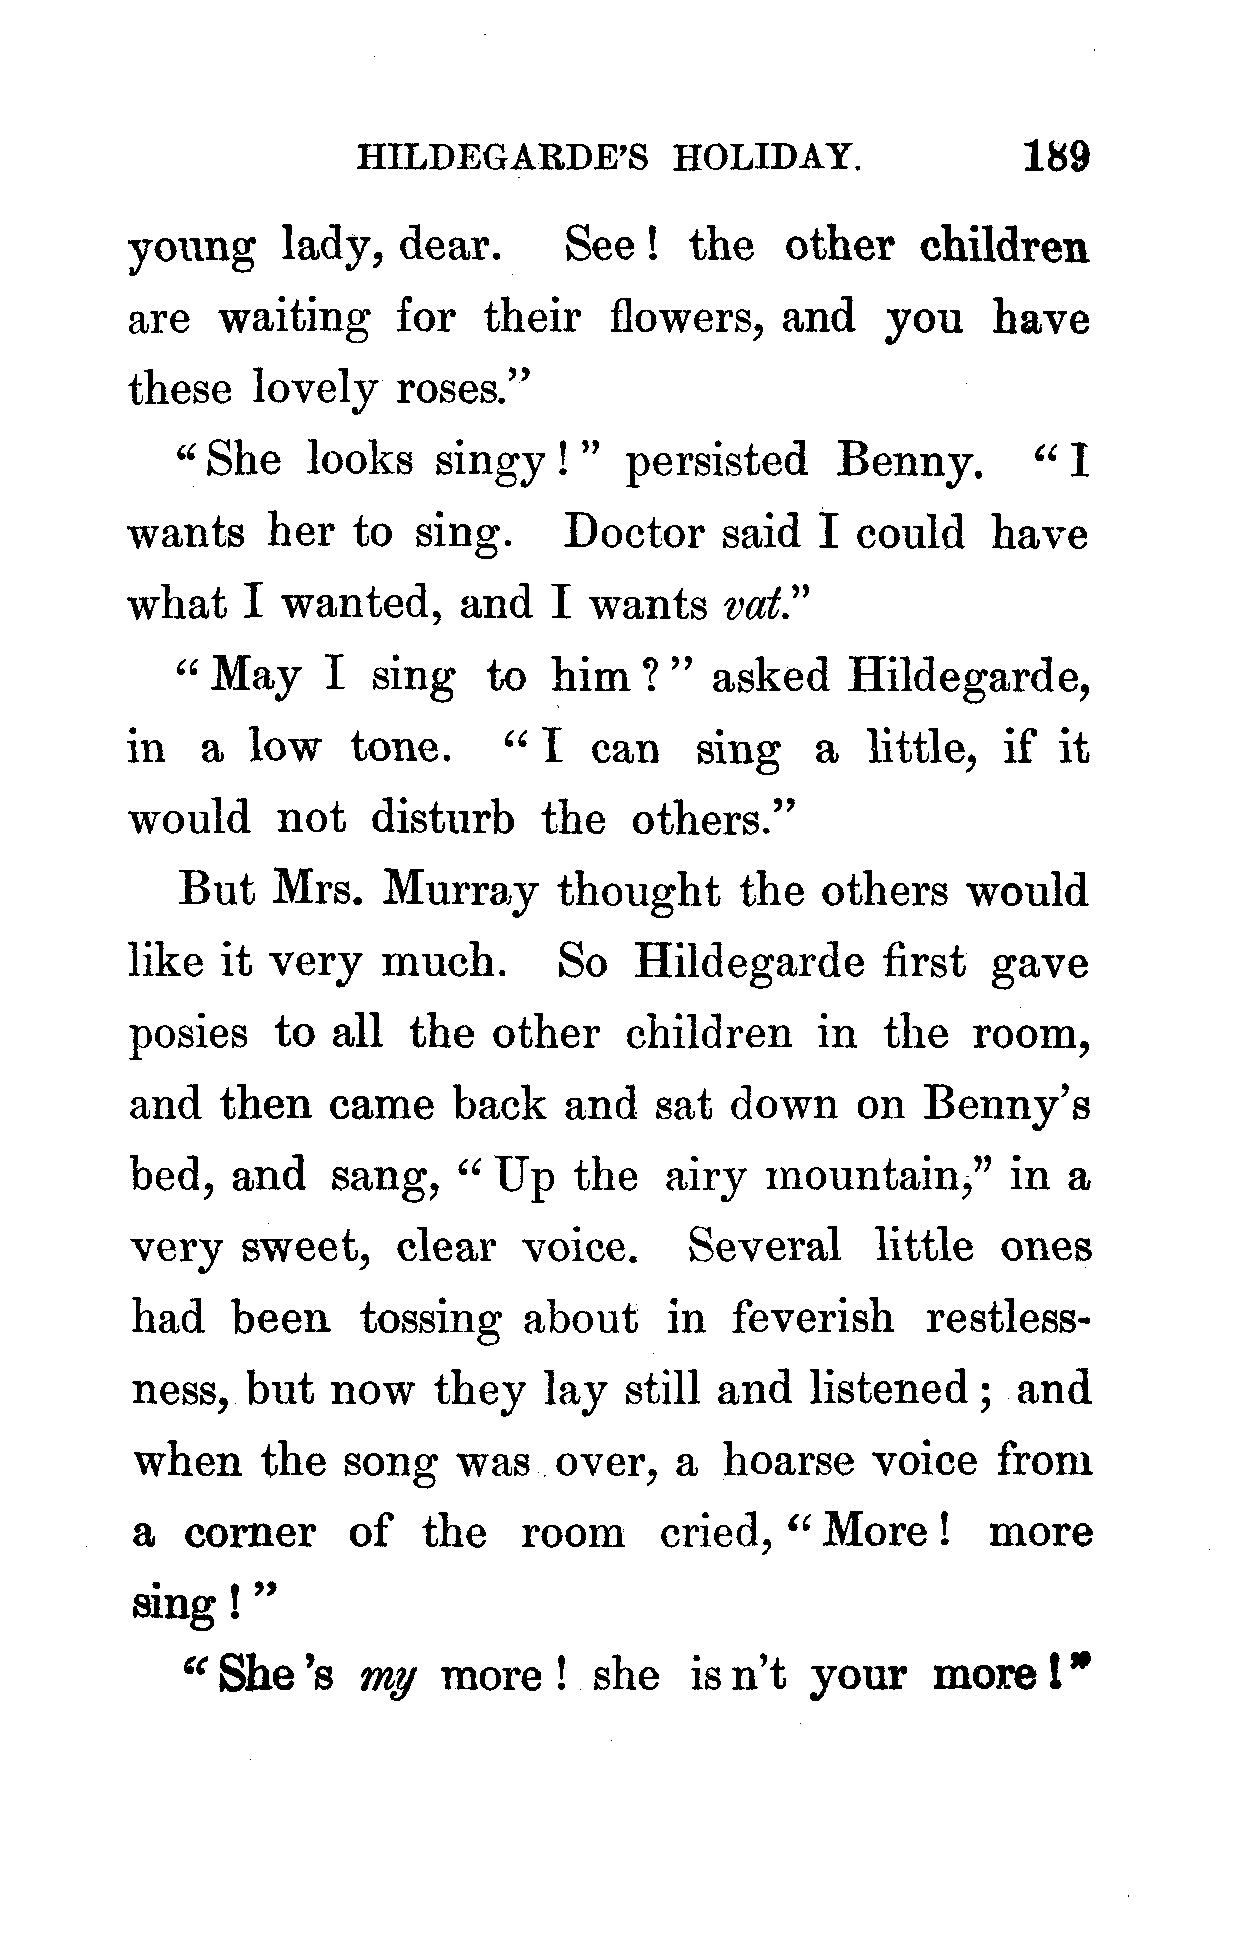 HILDEGARDE'S HOLIDAY. 189
young lady, dear. See! the other children
are waiting for their flowers, and you have
these lovely roses."
"She looks singy!" persisted Benny. "I
wants her to sing. Doctor said I could have
what I wanted, and I wants vat."
"May I sing to him?" asked Hildegarde,
in a low tone. "I can sing a little, if it
would not disturb the others."
But Mrs. Murray thought the others would
like it very much. So Hildegarde first gave
posies to all the other children in the room,
and then came back and sat down on Benny's
bed, and sang, "Up the airy mountain," in a
very sweet, clear voice. Several little ones
had been tossing about in feverish restless-
ness, but now they lay still and listened; and
when the song was over, a hoarse voice from
a corner of the room cried, "More! more
sing!"
"She's my more! she isn't your more!"